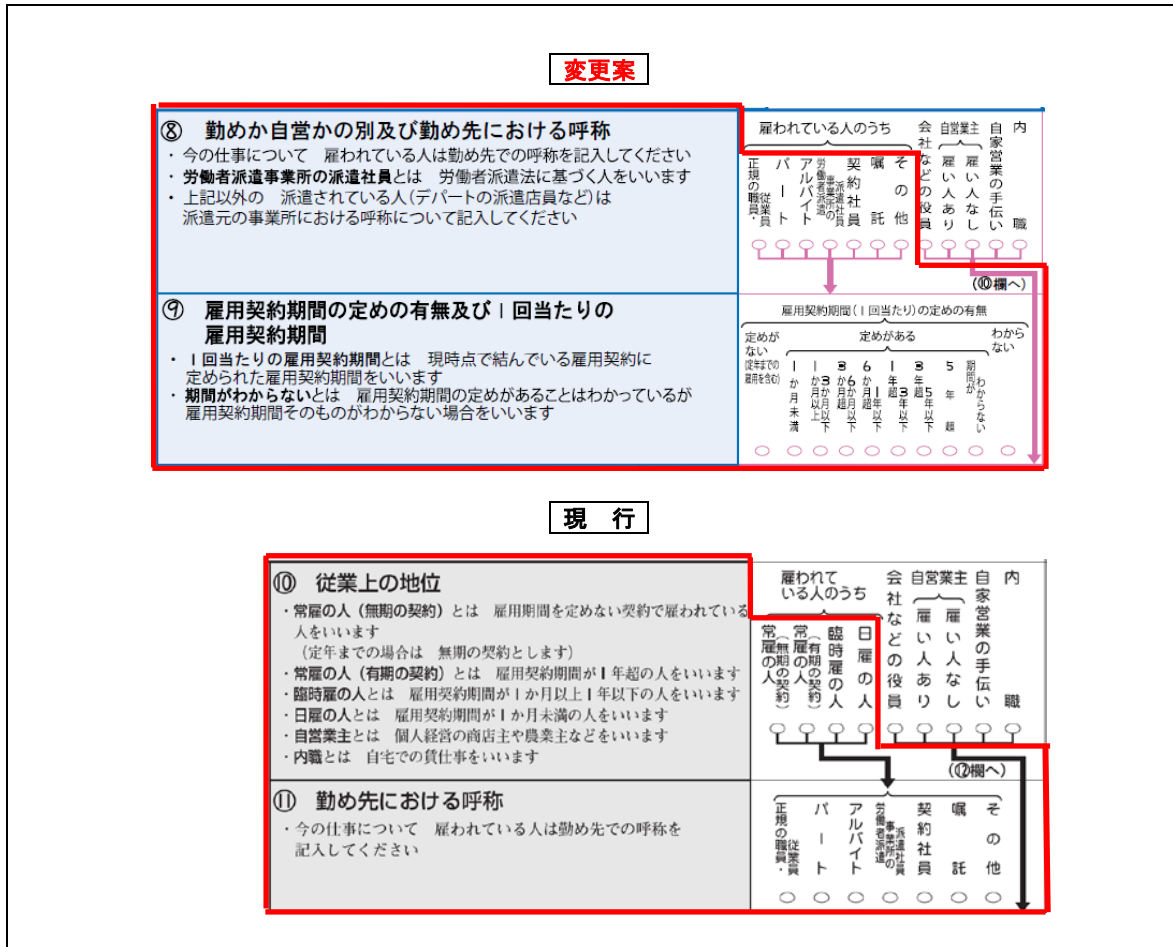 変更案
⑧ 勤めか自営かの別及び勤め先における呼称
・今の仕事について 雇われている人は勤め先での呼称を記入してください
・労働者派遣事業所の派遣社員とは 労働者派遣法に基づく人をいいます
・上記以外の 派遣されている人(デパートの派遣店員など)は
派遣元の事業所における呼称について記入してください
雇われている人のうち
正規の職員・従業員
パート
アルバイト
労働者派遣事業所の派遣社員
契約社員
嘱託
その他
会社などの役員
自営業主
雇い人あり
雇い人なし
自家営業の手伝い
内職
(⑩欄へ)
⑨ 雇用契約期間の定めの有無及び1回当たりの
雇用契約期間
・1回当たりの雇用契約期間とは 現時点で結んでいる雇用契約に
定められた雇用契約期間をいいます
・期間がわからないとは 雇用契約期間の定めがあることはわかっているが
雇用契約期間そのものがわからない場合をいいます
雇用契約期間(1回当たり)の定めの有無
定めがない
(定年までの雇用を含む)
定めがある
1か月未満
1か月以上3か月以下
3か月超6か月以下
6か月超1年以下
1年超3年以下
3年超5年以下
5年超
期間がわからない
わからない
現 行
⑩ 従業上の地位
・常雇の人(無期の契約)とは 雇用期間を定めない契約で雇われている
人をいいます
(定年までの場合は 無期の契約とします)
・常雇の人(有期の契約)とは 雇用契約期間が1年超の人をいいます
・臨時雇の人とは 雇用契約期間が1か月以上1年以下の人をいいます
・日雇の人とは 雇用契約期間が1か月未満の人をいいます
・自営業主とは 個人経営の商店主や農業主などをいいます
・内職とは 自宅での賃仕事をいいます
雇われて
いる人のうち
常雇の人(無期の契約)
常雇の人(有期の契約)
臨時雇の人
日雇の人
会社などの役員
自営業主
雇い人あり
雇い人なし
自家営業の手伝い
内職
(⑫欄へ)
⑪ 勤め先における呼称
・今の仕事について 雇われている人は勤め先での呼称を
記入してください
正規の職員・従業員
パート
アルバイト
労働者派遣事業所の派遣社員
契約社員
嘱託
その他